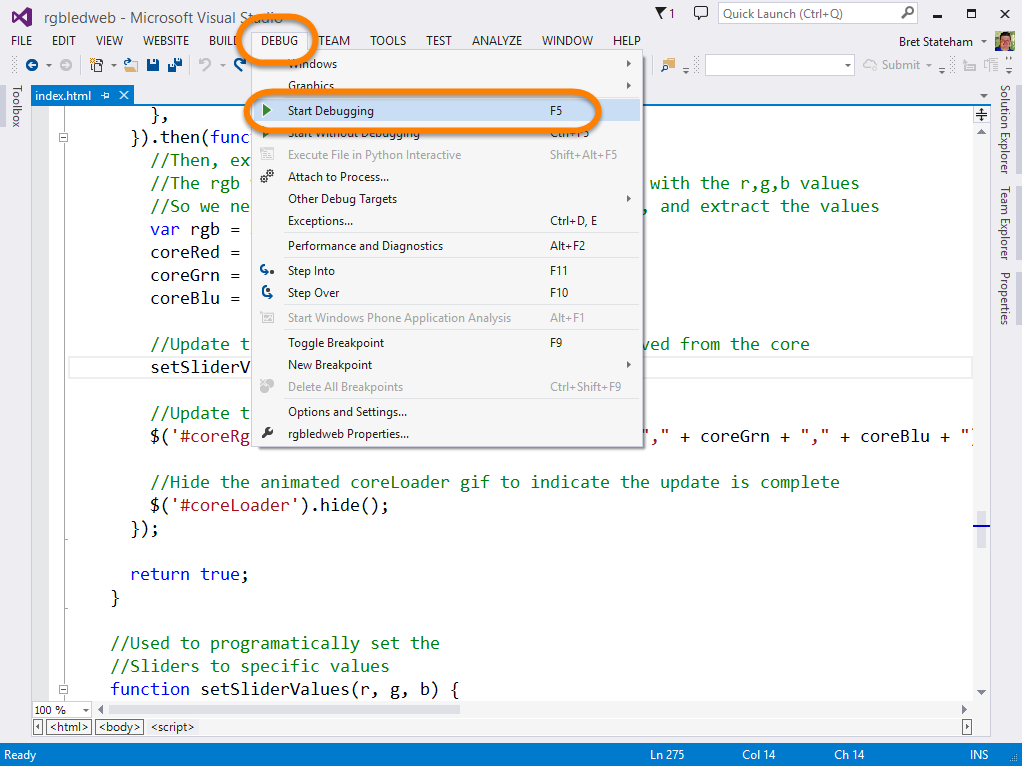 rgbledweb - Microsoft Visual Studio
1
Quick Launch (Ctrl+Q)
FILE EDIT VIEW WEBSITE BUILD DEBUG TEAM TOOLS TEST ANALYZE WINDOW HELP
Bret Stateham
Submit
Toolbox
index.html
Solution Explorer
Team Explorer
Properties
Windows
Graphics
Start Debugging F5
Start Without Debugging Ctrl+F5
Execute File in Python Interactive Shift+Alt+F5
Attach to Process...
Other Debug Targets
Exceptions... Ctrl+D, E
Performance and Diagnostics Alt+F2
Step Into F11
Step Over F10
Start Windows Phone Application Analysis Alt+F1
Toggle Breakpoint F9
New Breakpoint
Delete All Breakpoints Ctrl+Shift+F9
Options and Settings...
rgbledweb Properties...
},
}).then(func
//Then, ex
//The rgb with the r,g,b values
//So we ne , and extract the values
var rgb =
coreRed =
coreGrn =
coreBlu =
//Update t ved from the core
setSliderV
//Update t
$('#coreRg "," + coreGrn + "," + coreBlu + ")
//Hide the animated coreLoader gif to indicate the update is complete
$('#coreLoader').hide();
});
return true;
}
//Used to programatically set the
//Sliders to specific values
function setSliderValues(r, g, b) {
100 %
<html> <body> <script>
Ready Ln 275 Col 14 Ch 14 INS